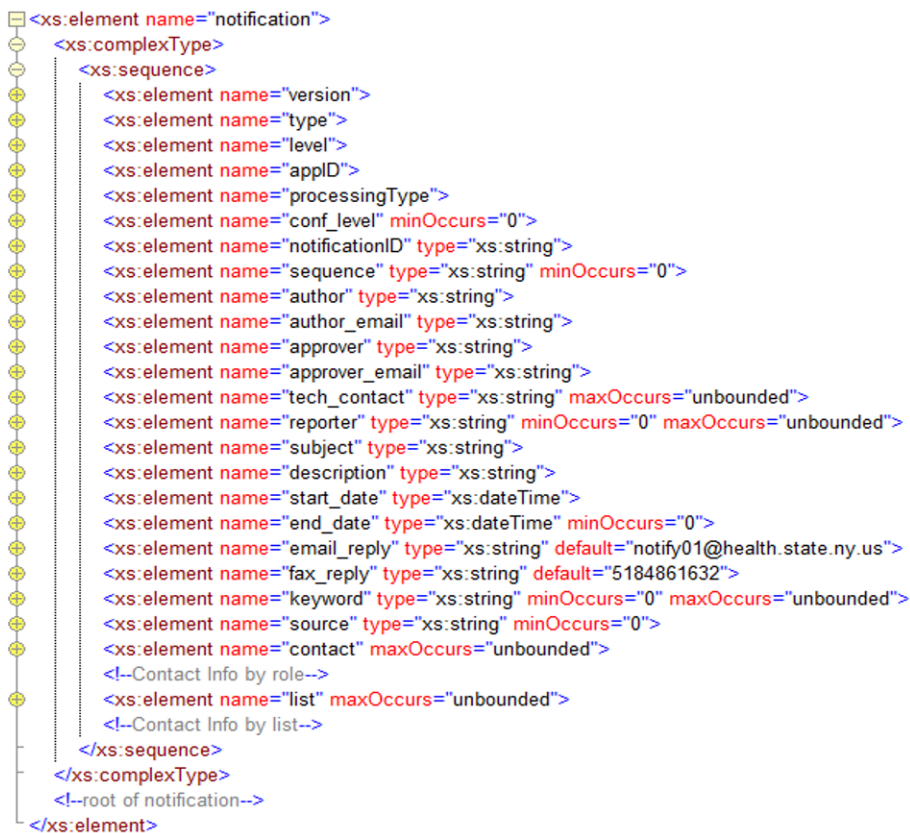 <xs:element name="notification">
<xs:complexType>
<xs:sequence>
<xs:element name="version">
<xs:element name="type">
<xs:element name="level">
<xs:element name="appID">
<xs:element name="processingType">
<xs:element name="conf_level" minOccurs="0">
<xs:element name="notificationID" type="xs:string">
<xs:element name="sequence" type="xs:string" minOccurs="0">
<xs:element name="author" type="xs:string">
<xs:element name="author_email" type="xs:string">
<xs:element name="approver" type="xs:string">
<xs:element name="approver_email" type="xs:string">
<xs:element name="tech_contact" type="xs:string" maxOccurs="unbounded">
<xs:element name="reporter" type="xs:string" minOccurs="0" maxOccurs="unbounded">
<xs:element name="subject" type="xs:string">
<xs:element name="description" type="xs:string">
<xs:element name="start_date" type="xs:dateTime">
<xs:element name="end_date" type="xs:dateTime" minOccurs="0">
<xs:element name="email_reply" type="xs:string" default="notify01@health.state.ny.us">
<xs:element name="fax_reply" type="xs:string" default="5184861632">
<xs:element name="keyword" type="xs:string" minOccurs="0" maxOccurs="unbounded">
<xs:element name="source" type="xs:string" minOccurs="0">
<xs:element name="contact" maxOccurs="unbounded">
<!--Contact Info by role-->
<xs:element name="list" maxOccurs="unbounded">
<!--Contact Info by list-->
</xs:sequence>
</xs:complexType>
<!--root of notification-->
</xs:element>